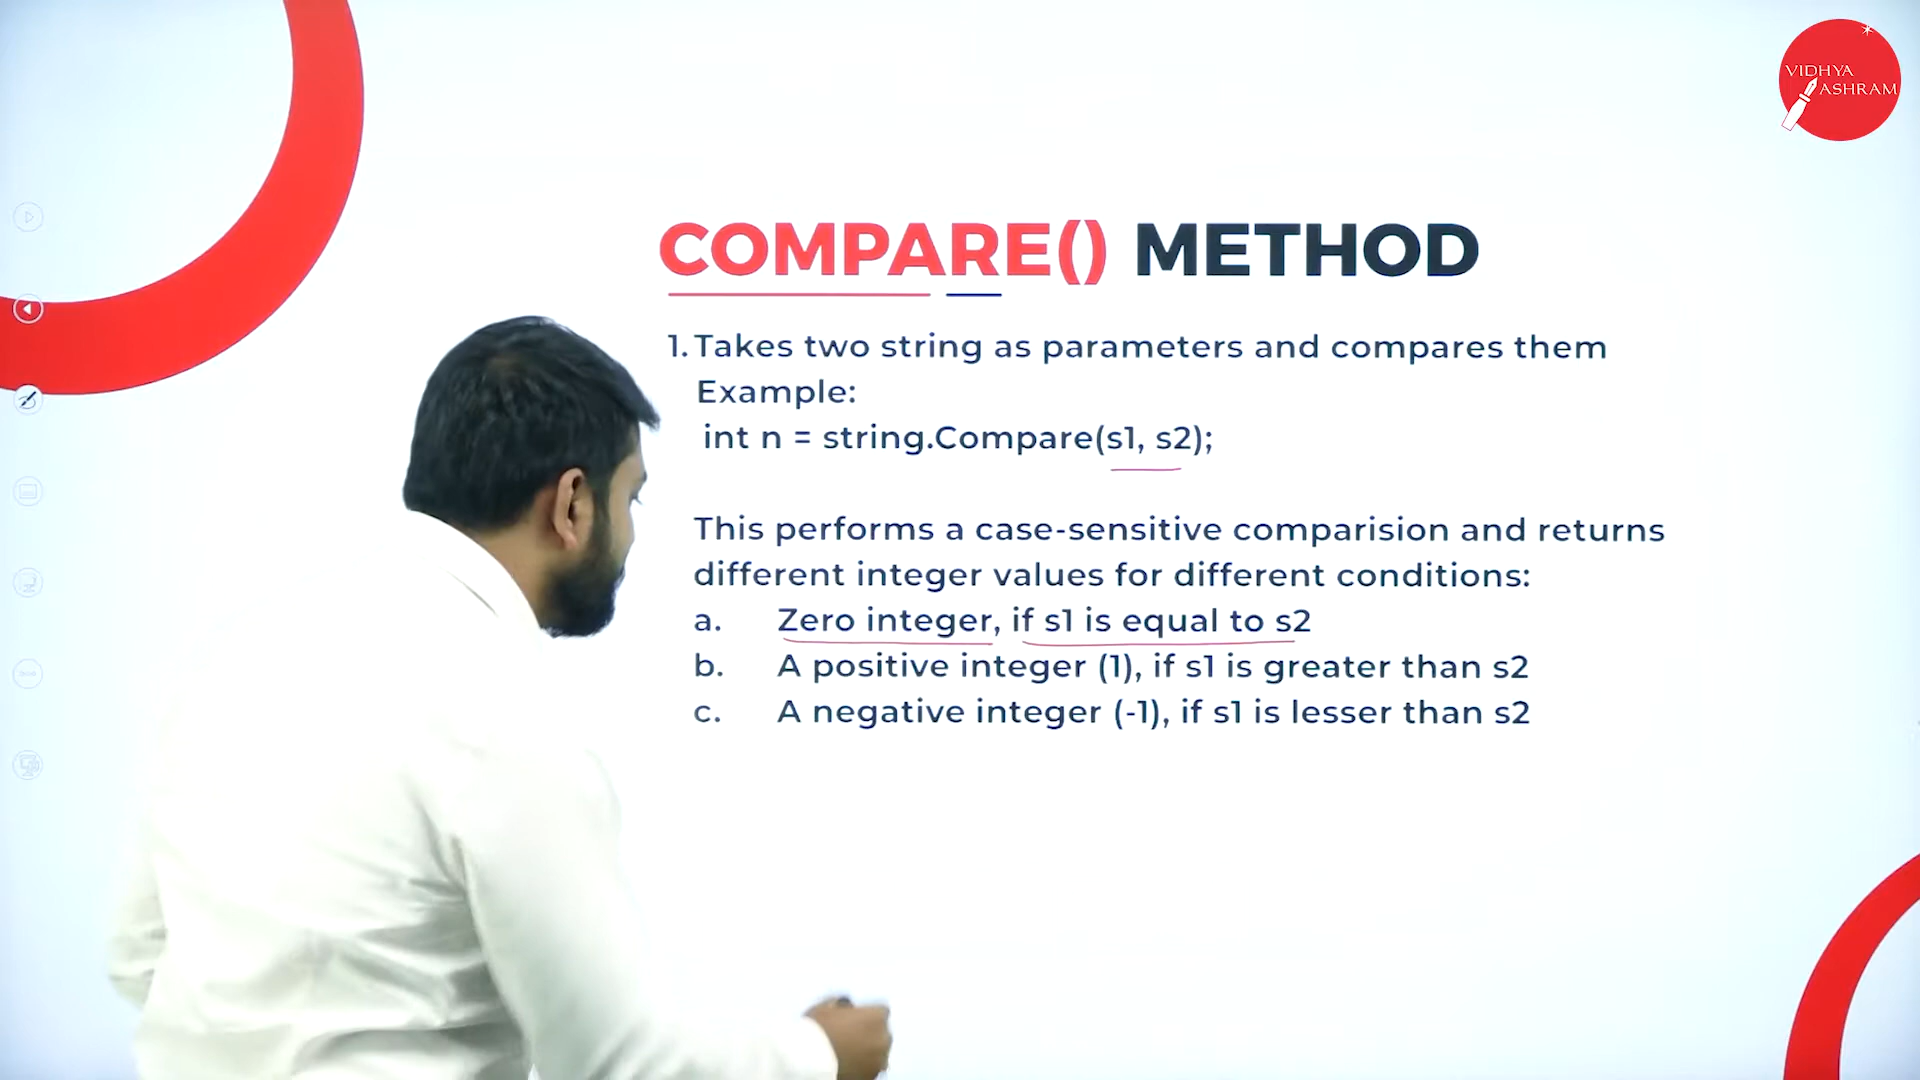 VIDHYA
ASHRAM
COMPARE() METHOD
1. Takes two string as parameters and compares them
Example:
int n = string.Compare(s1, s2);
This performs a case-sensitive comparision and returns
different integer values for different conditions:
a. Zero integer, if s1 is equal to s2
b. A positive integer (1), if s1 is greater than s2
c. A negative integer (-1), if s1 is lesser than s2